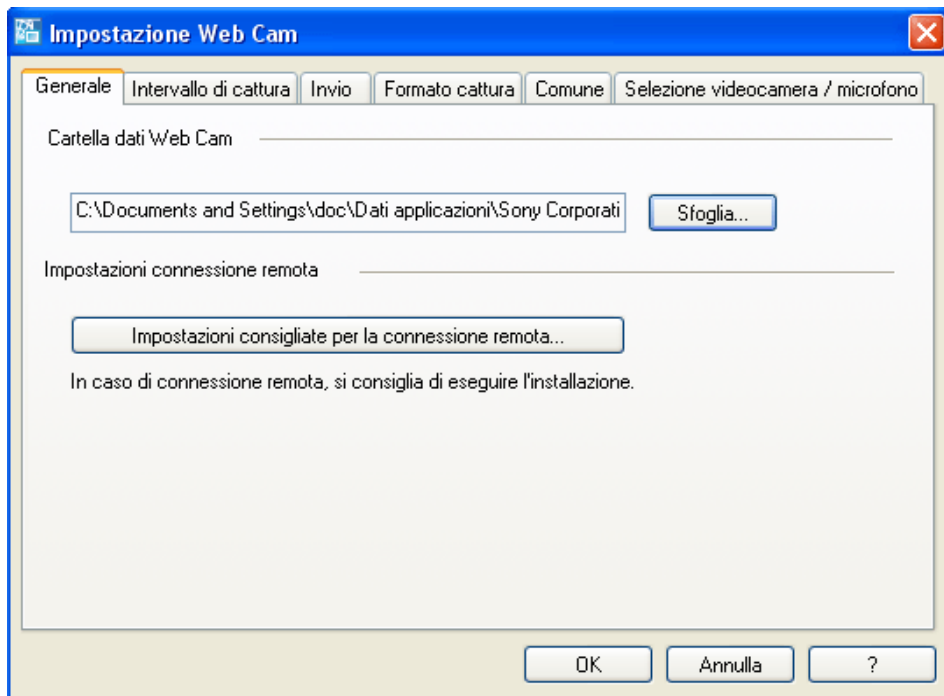 Impostazione Web Cam
Generale Intervallo di cattura Invio Formato cattura Comune Selezione videocamera / microfono
Cartella dati Web Cam
C:\Documents and Settings\doc\Dati applicazioni\Sony Corporati Sfoglia...
Impostazioni connessione remota
Impostazioni consigliate per la connessione remota...
In caso di connessione remota, si consiglia di eseguire l'installazione.
OK Annulla ?